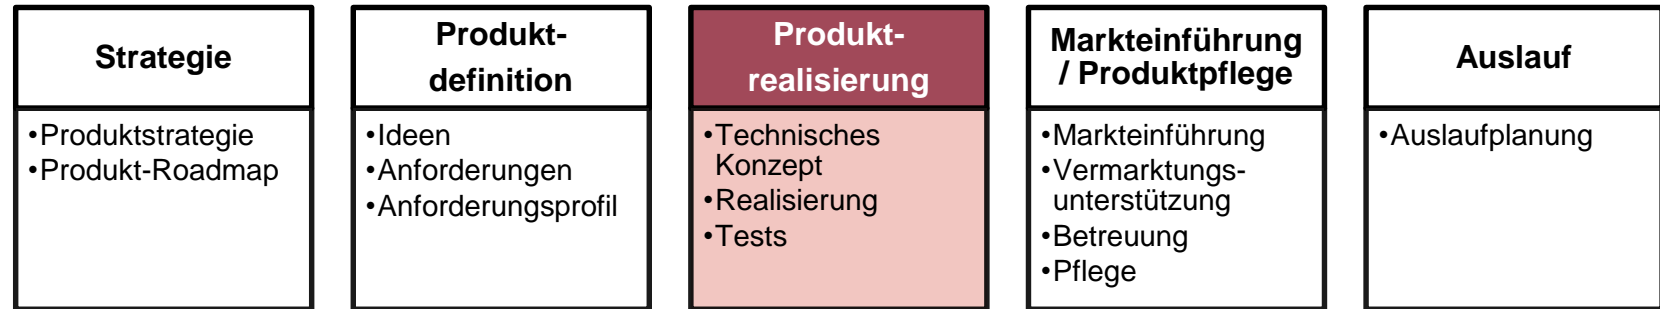 Strategie
•Produktstrategie
•Produkt-Roadmap
Produkt-
definition
•Ideen
•Anforderungen
•Anforderungsprofil
Produkt-
realisierung
•Technisches
Konzept
•Realisierung
•Tests
Markteinführung
/ Produktpflege
•Markteinführung
•Vermarktungs-
unterstützung
•Betreuung
•Pflege
Auslauf
•Auslaufplanung